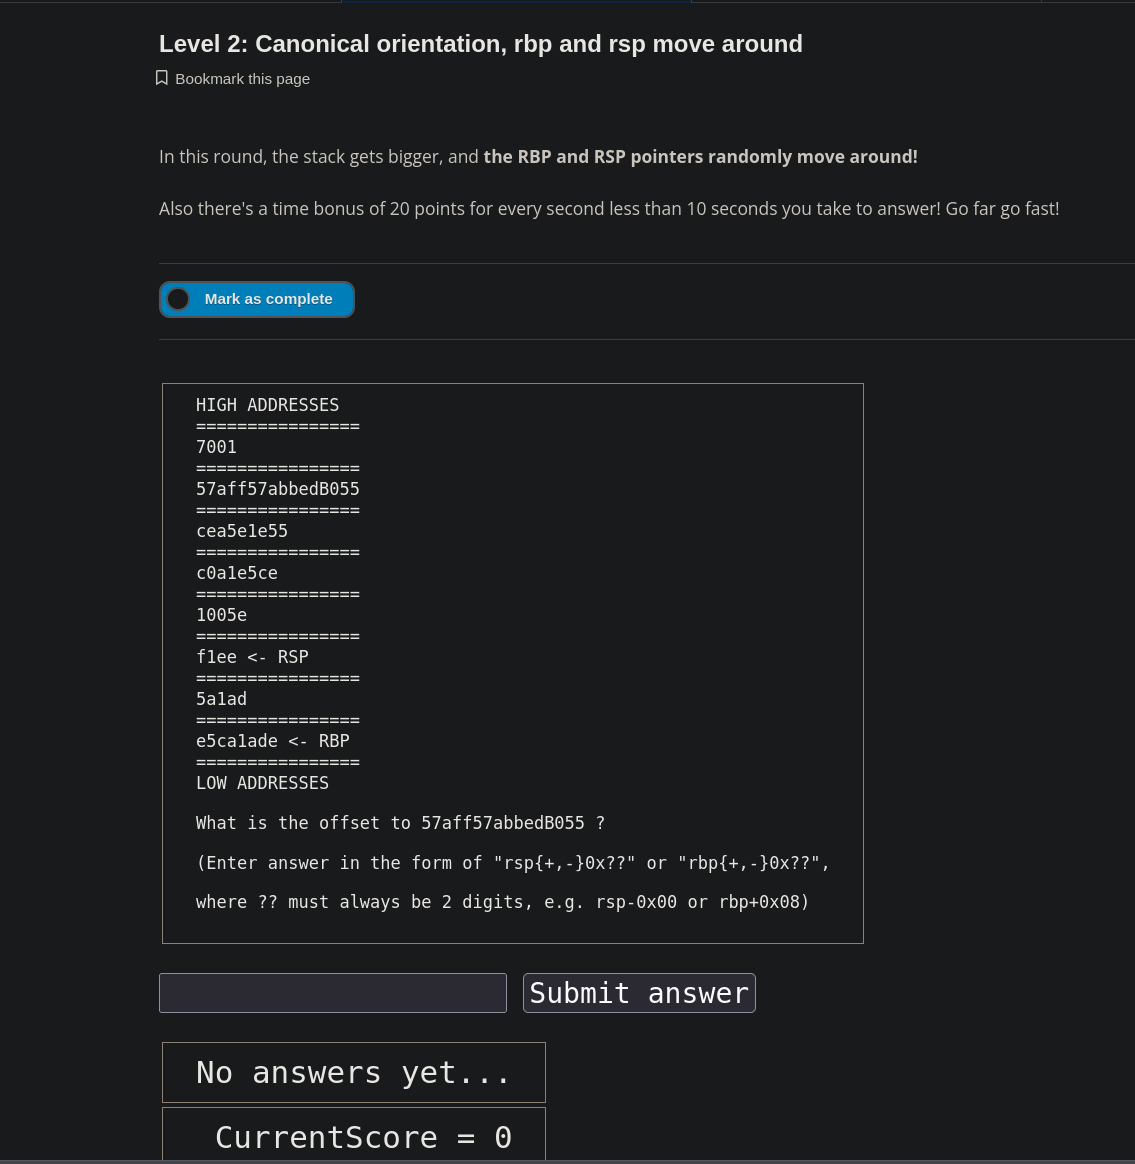 Level 2: Canonical orientation, rbp and rsp move around
Bookmark this page
In this round, the stack gets bigger, and the RBP and RSP pointers randomly move around!
Also there's a time bonus of 20 points for every second less than 10 seconds you take to answer! Go far go fast!
Mark as complete
HIGH ADDRESSES
================
7001
================
57aff57abbedB055
================
cea5e1e55
================
c0a1e5ce
================
1005e
================
f1ee <- RSP
================
5a1ad
================
e5ca1ade <- RBP
================
LOW ADDRESSES
What is the offset to 57aff57abbedB055 ?
(Enter answer in the form of "rsp{+,-}0x??" or "rbp{+,-}0x??",
where ?? must always be 2 digits, e.g. rsp-0x00 or rbp+0x08)
Submit answer
No answers yet...
CurrentScore = 0